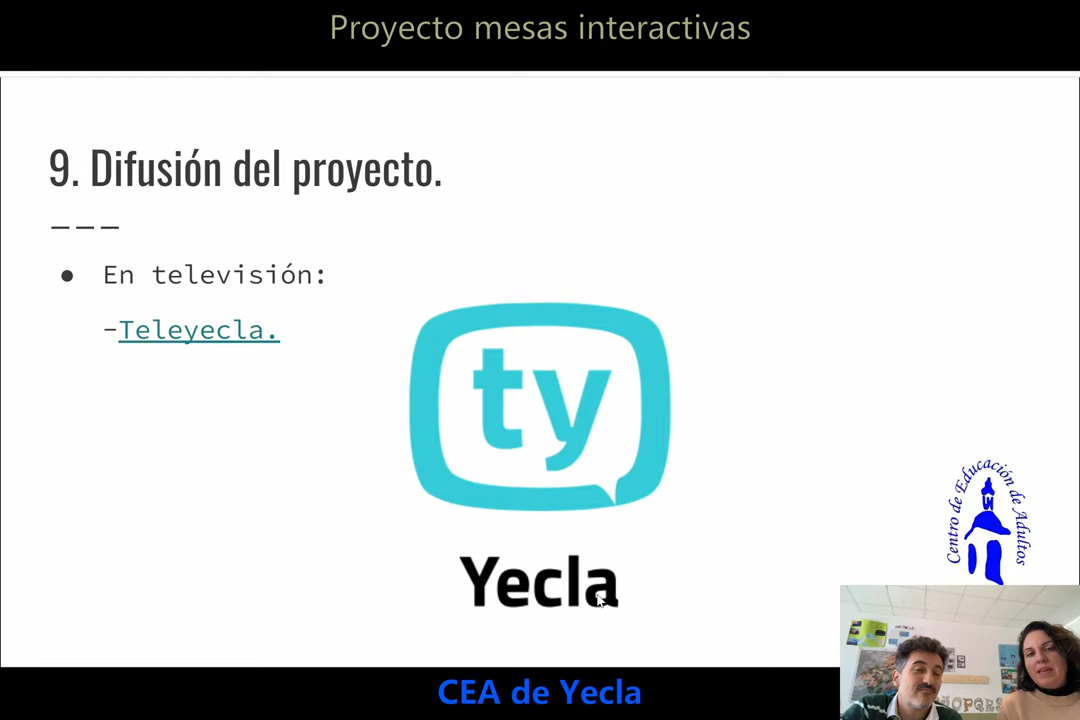 Proyecto mesas interactivas
9. Difusión del proyecto.
● En televisión:
-Teleyecla.
ty
Yecla
Centro de Educación de Adultos
CEA de Yecla